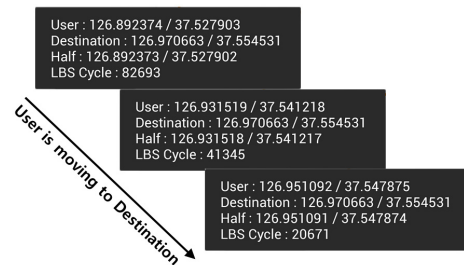 User : 126.892374 / 37.527903
Destination : 126.970663 / 37.554531
Half : 126.892373 / 37.527902
LBS Cycle : 82693
User : 126.931519 / 37.541218
Destination : 126.970663 / 37.554531
Half : 126.931518 / 37.541217
LBS Cycle : 41345
User : 126.951092 / 37.547875
Destination : 126.970663 / 37.554531
Half : 126.951091 / 37.547874
LBS Cycle : 20671
User is moving to Destination